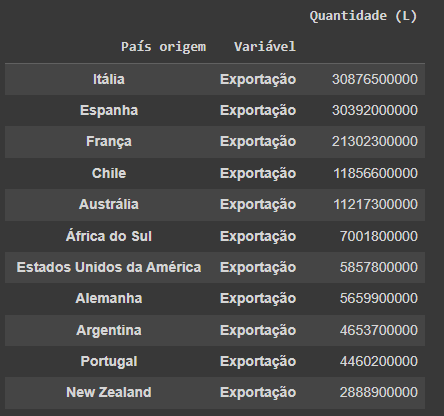 Quantidade (L)
País origem Variável
Itália Exportação 30876500000
Espanha Exportação 30392000000
França Exportação 21302300000
Chile Exportação 11856600000
Austrália Exportação 11217300000
África do Sul Exportação 7001800000
Estados Unidos da América Exportação 5857800000
Alemanha Exportação 5659900000
Argentina Exportação 4653700000
Portugal Exportação 4460200000
New Zealand Exportação 2888900000